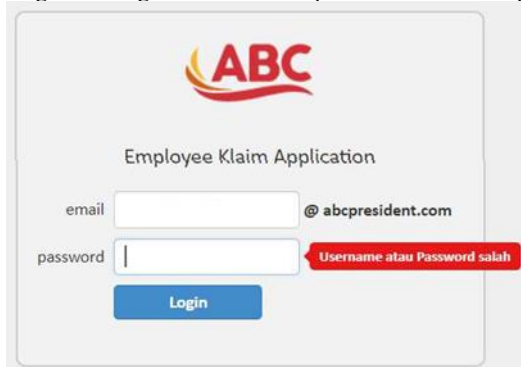 ABC
Employee Klaim Application
email @ abcpresident.com
password Username atau Password salah
Login